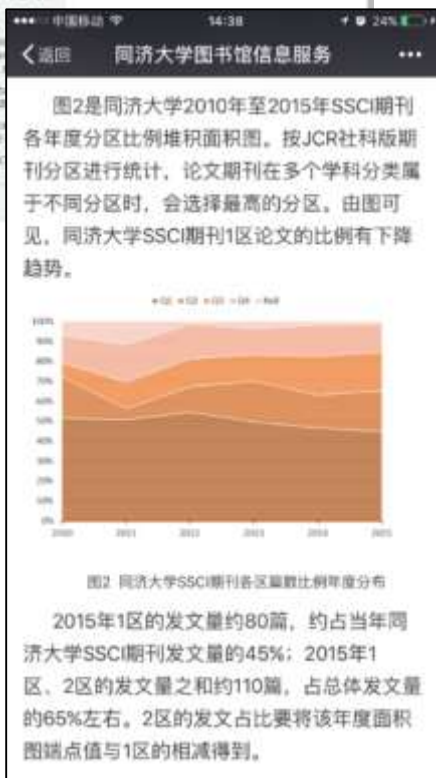 中国移动 14:38 24%
返回 同济大学图书馆信息服务
图2是同济大学2010年至2015年SSCI期刊
各年度分区比例堆积面积图。按JCR社科版期
刊分区进行统计，论文期刊在多个学科分类属
于不同分区时，会选择最高的分区。由图可
见，同济大学SSCI期刊1区论文的比例有下降
趋势。
Q1 Q2 Q3 Q4 Null
100%
90%
80%
70%
60%
50%
40%
30%
20%
10%
0%
2010 2011 2012 2013 2014 2015
图2 同济大学SSCI期刊各区篇数比例年度分布
2015年1区的发文量约80篇，约占当年同
济大学SSCI期刊发文量的45%；2015年1
区、2区的发文量之和约110篇，占总体发文量
的65%左右。2区的发文占比要将该年度面积
图端点值与1区的相减得到。